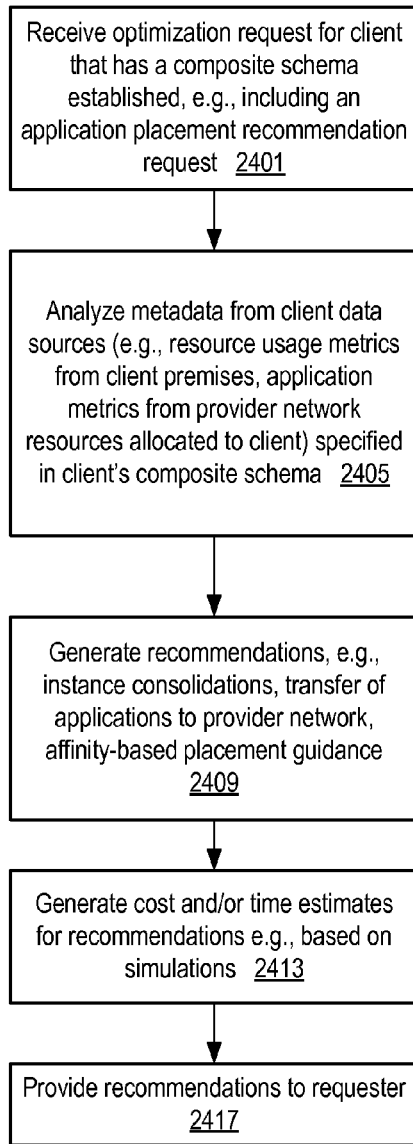 Receive optimization request for client
that has a composite schema
established, e.g., including an
application placement recommendation
request 2401
Analyze metadata from client data
sources (e.g., resource usage metrics
from client premises, application
metrics from provider network
resources allocated to client) specified
in client's composite schema 2405
Generate recommendations, e.g.,
instance consolidations, transfer of
applications to provider network,
affinity-based placement guidance
2409
Generate cost and/or time estimates
for recommendations e.g., based on
simulations 2413
Provide recommendations to requester
2417